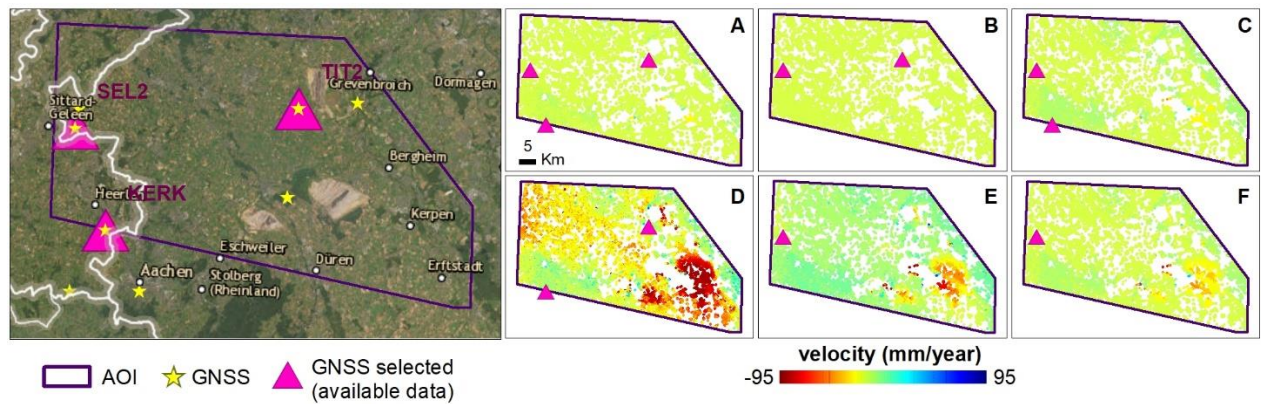 TIT2
Grevenbroich
Dormagen
SEL2
Sittard-
Geleen
Bergheim
KERK
Heerlen
Kerpen
Eschweiler
Düren
Erftstadt
Aachen
Stolberg
(Rheinland)
A
B
C
5
Km
D
E
F
AOI
GNSS
GNSS selected
(available data)
velocity (mm/year)
-95
95